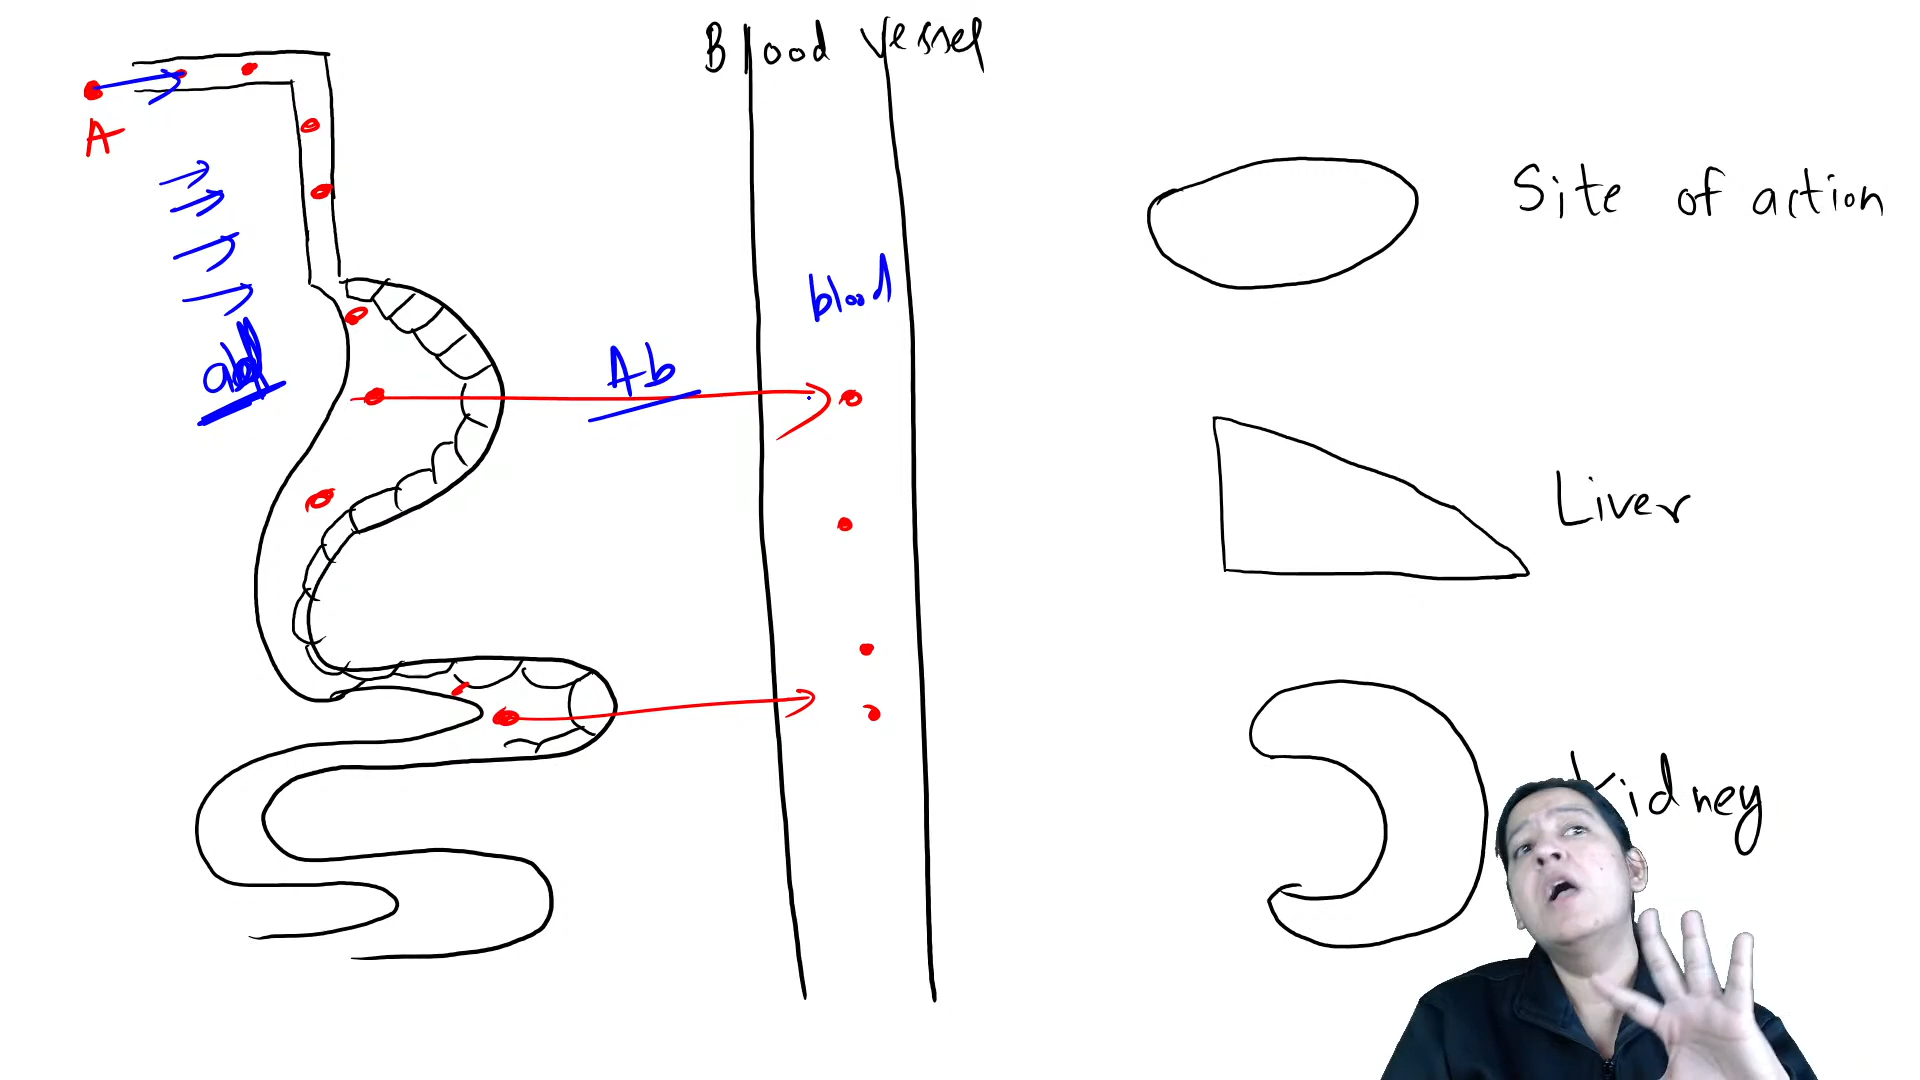 Blood vessel
A
Site of action
blood
Ab
Liver
Kidney